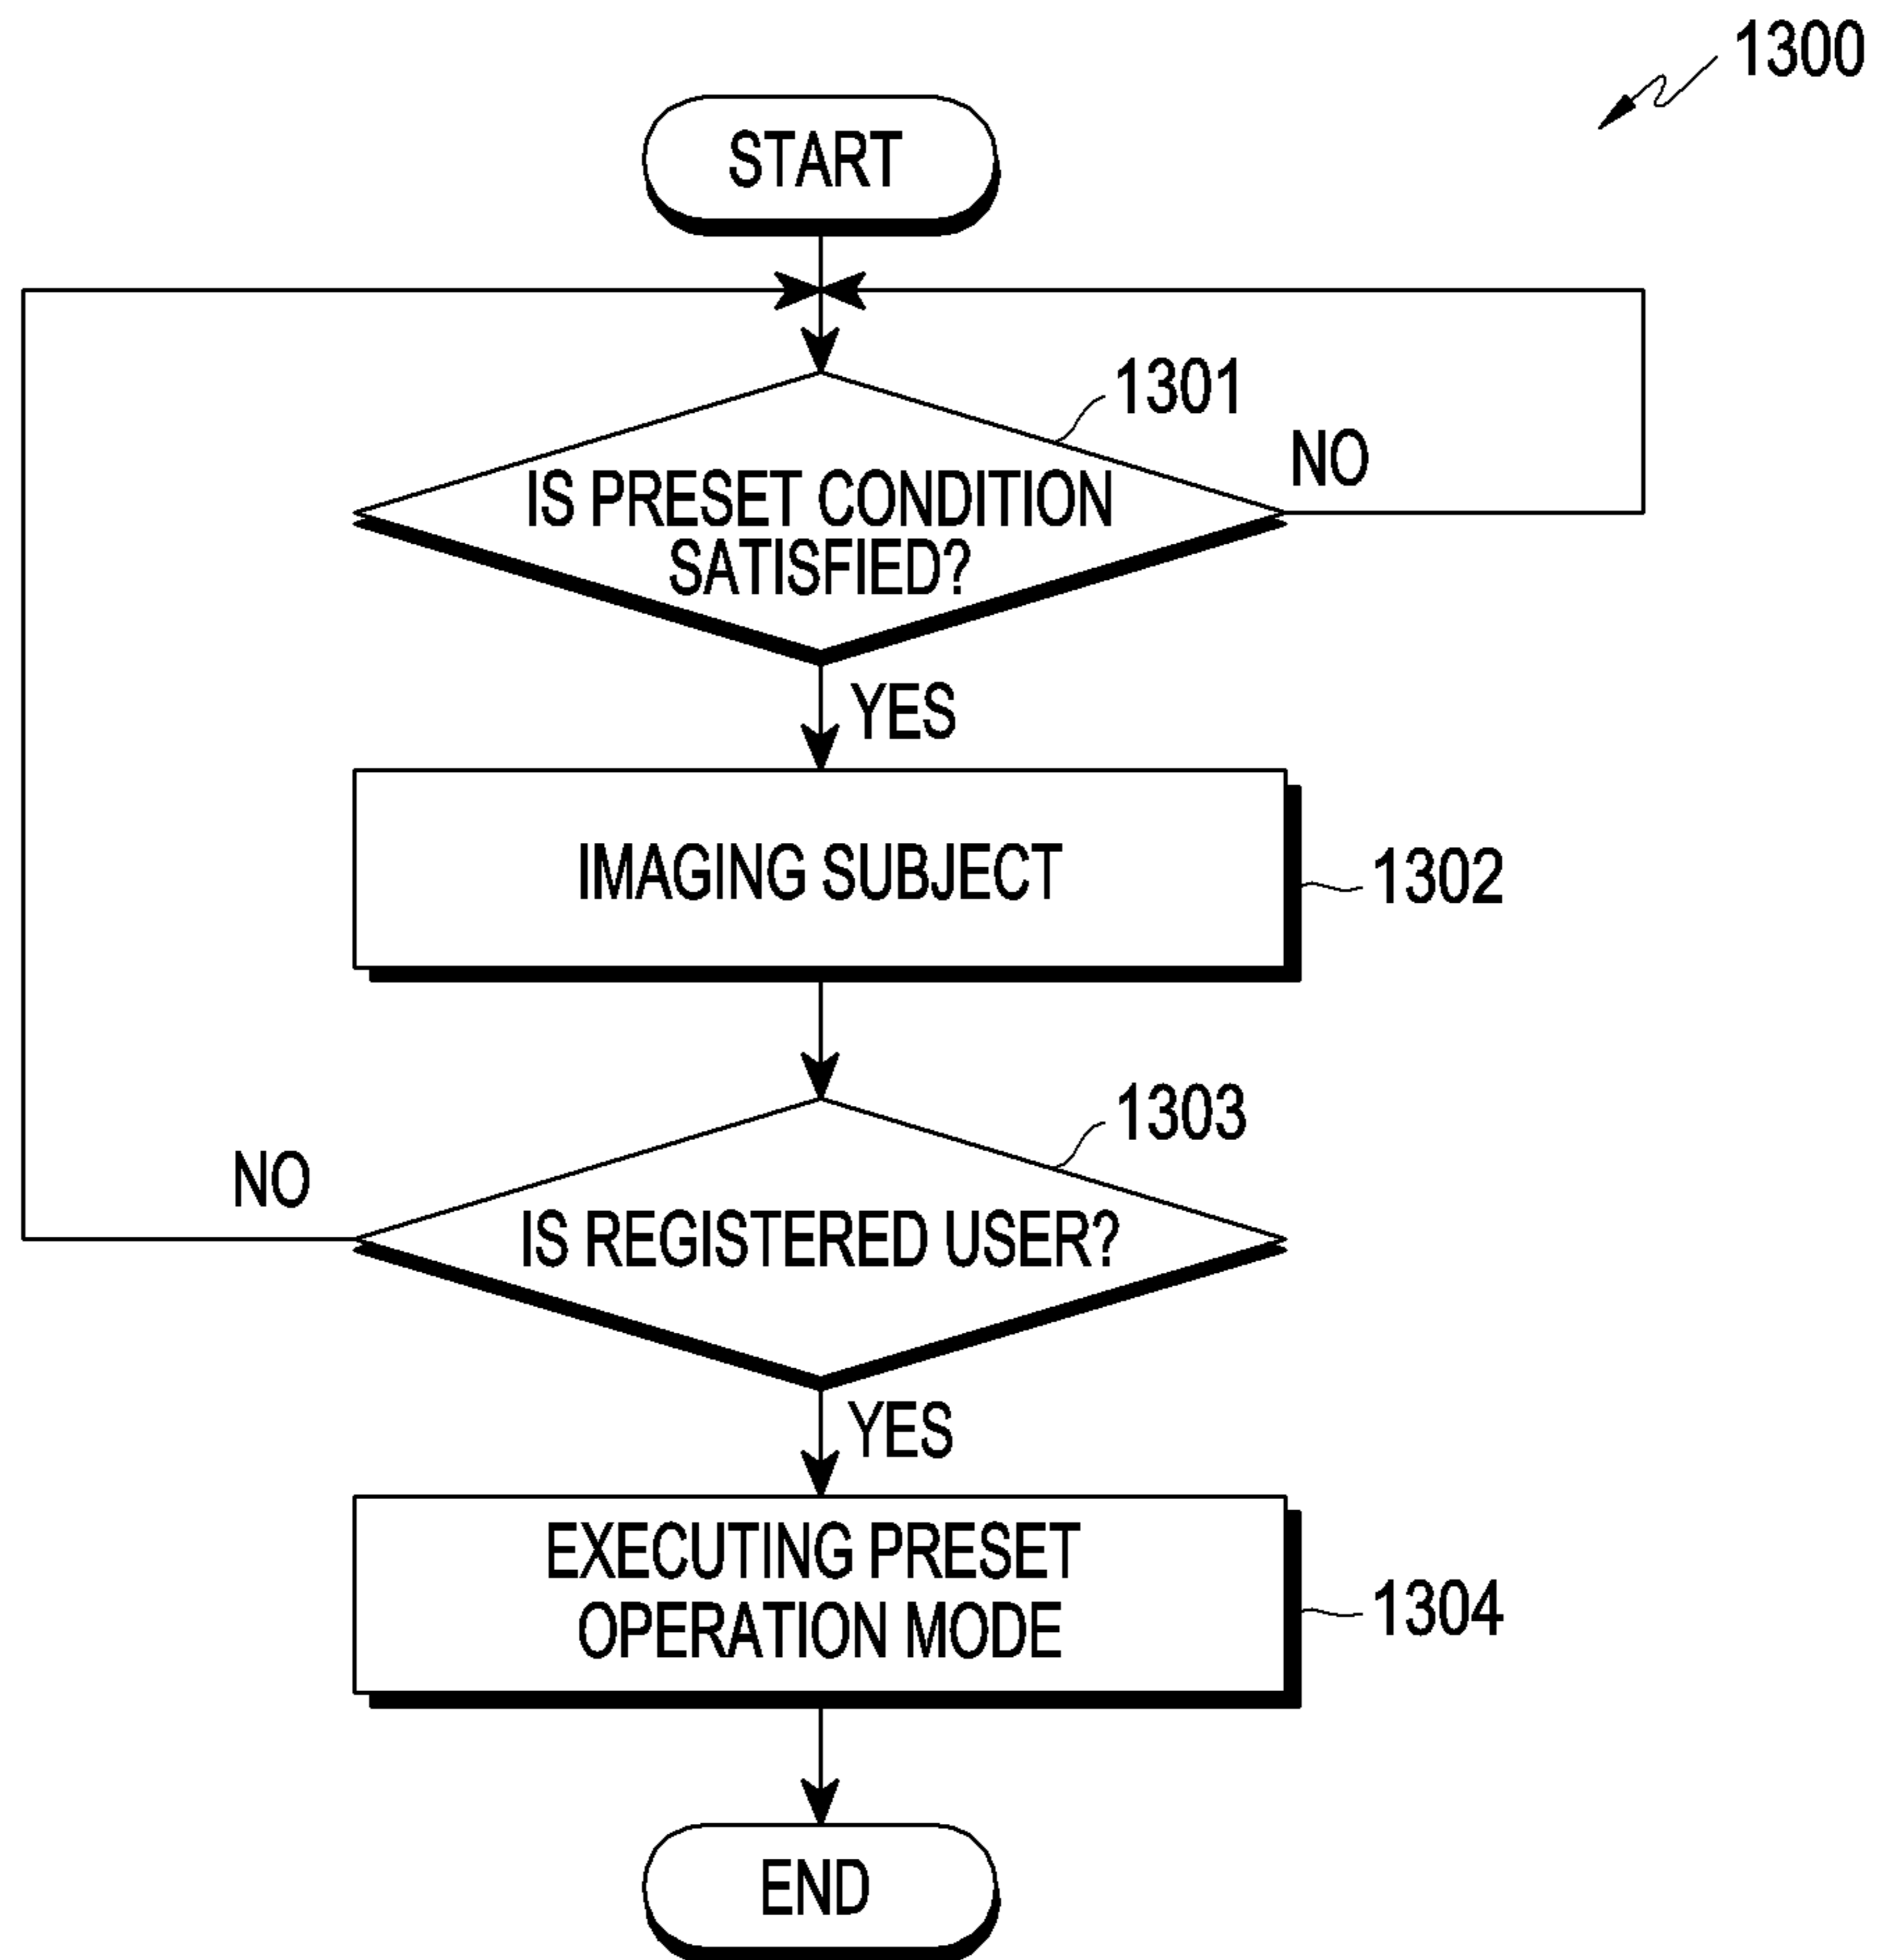 1300
START
1301
NO
IS PRESET CONDITION
SATISFIED?
YES
IMAGING SUBJECT
1302
1303
NO
IS REGISTERED USER?
YES
EXECUTING PRESET
OPERATION MODE
1304
END